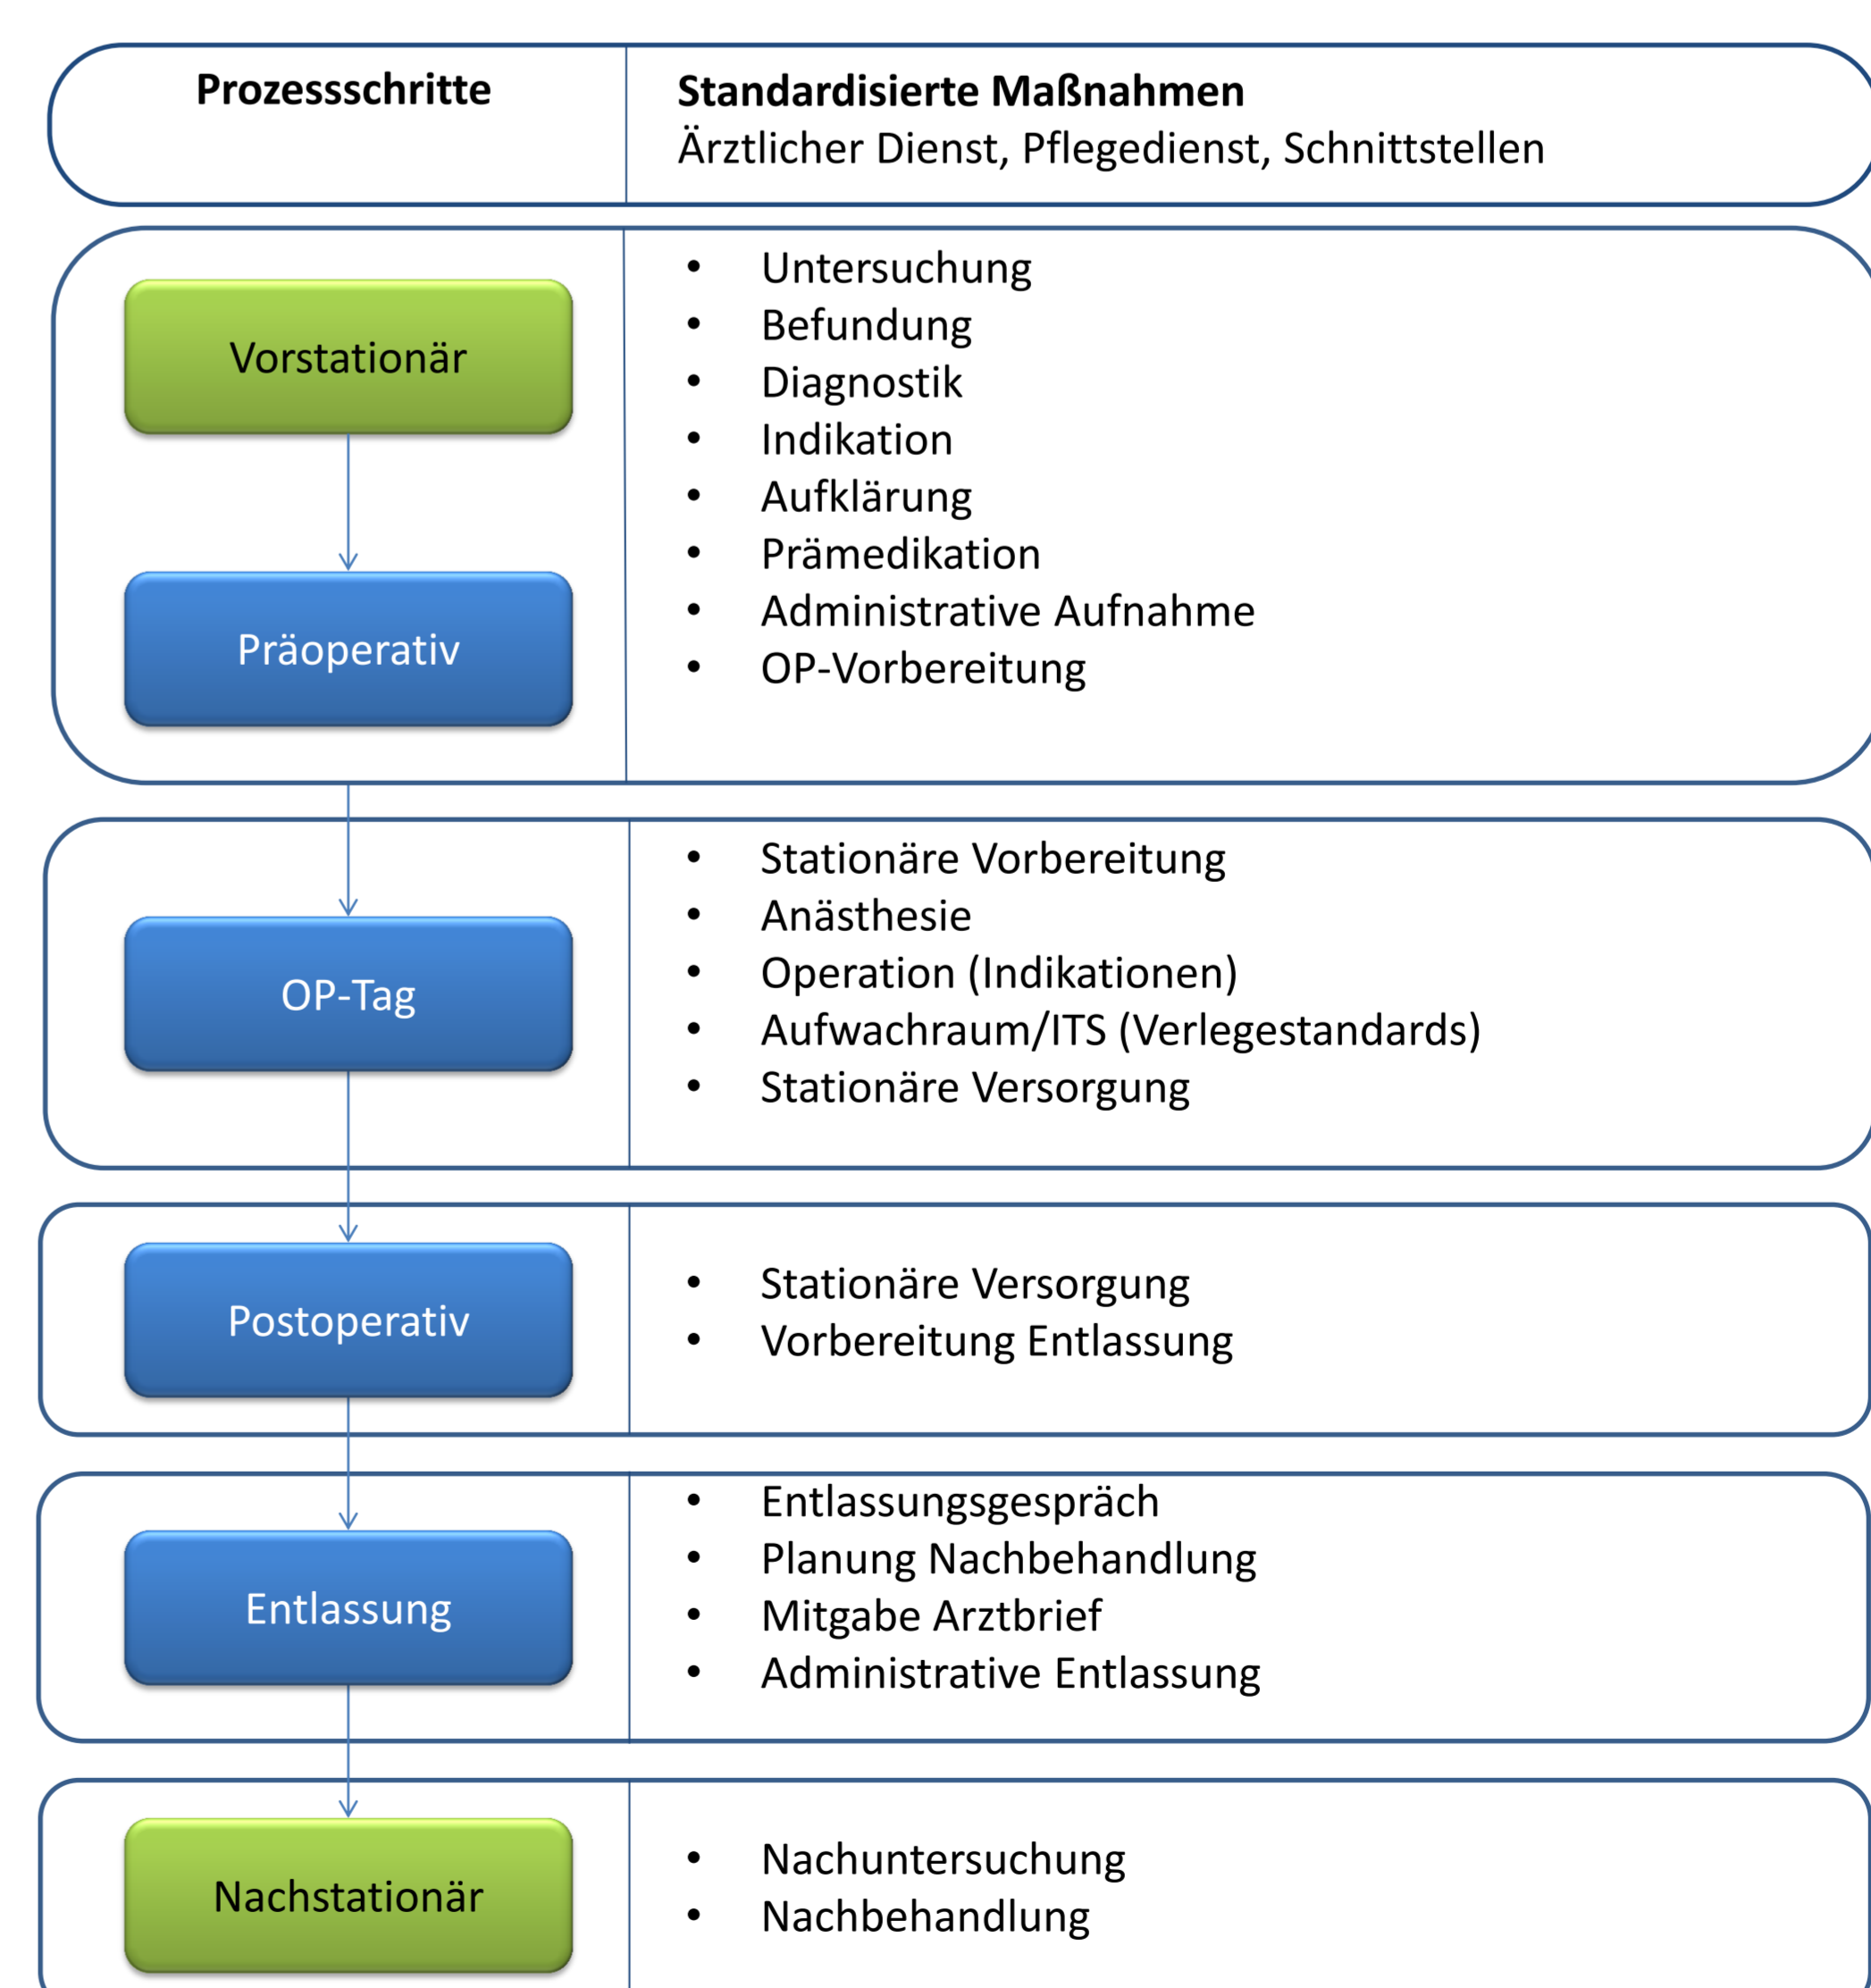 Prozessschritte
Standardisierte Maßnahmen
Ärztlicher Dienst, Pflegedienst, Schnittstellen
Vorstationär
Präoperativ
• Untersuchung
• Befundung
• Diagnostik
• Indikation
• Aufklärung
• Prämedikation
• Administrative Aufnahme
• OP-Vorbereitung
OP-Tag
• Stationäre Vorbereitung
• Anästhesie
• Operation (Indikationen)
• Aufwachraum/ITS (Verlegestandards)
• Stationäre Versorgung
Postoperativ
• Stationäre Versorgung
• Vorbereitung Entlassung
Entlassung
• Entlassungsgespräch
• Planung Nachbehandlung
• Mitgabe Arztbrief
• Administrative Entlassung
Nachstationär
• Nachuntersuchung
• Nachbehandlung